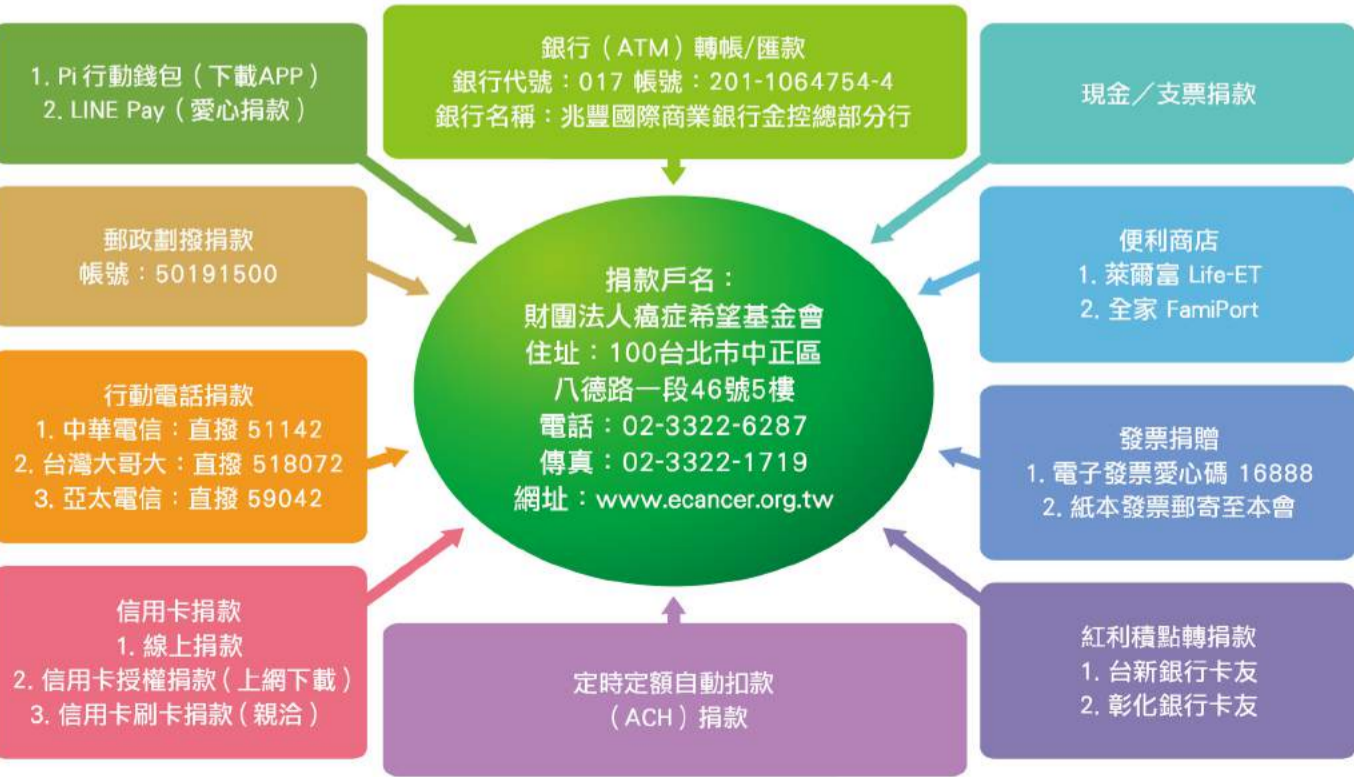 1. Pi 行動錢包（下載APP）
2. LINE Pay（愛心捐款）
銀行（ATM）轉帳/匯款
銀行代號：017 帳號：201-1064754-4
銀行名稱：兆豐國際商業銀行金控總部分行
現金／支票捐款
郵政劃撥捐款
帳號：50191500
捐款戶名：
財團法人癌症希望基金會
住址：100台北市中正區
八德路一段46號5樓
電話：02-3322-6287
傳真：02-3322-1719
網址：www.ecancer.org.tw
便利商店
1. 萊爾富 Life-ET
2. 全家 FamiPort
行動電話捐款
1. 中華電信：直撥 51142
2. 台灣大哥大：直撥 518072
3. 亞太電信：直撥 59042
發票捐贈
1. 電子發票愛心碼 16888
2. 紙本發票郵寄至本會
信用卡捐款
1. 線上捐款
2. 信用卡授權捐款（上網下載）
3. 信用卡刷卡捐款（親洽）
定時定額自動扣款
（ACH）捐款
紅利積點轉捐款
1. 台新銀行卡友
2. 彰化銀行卡友